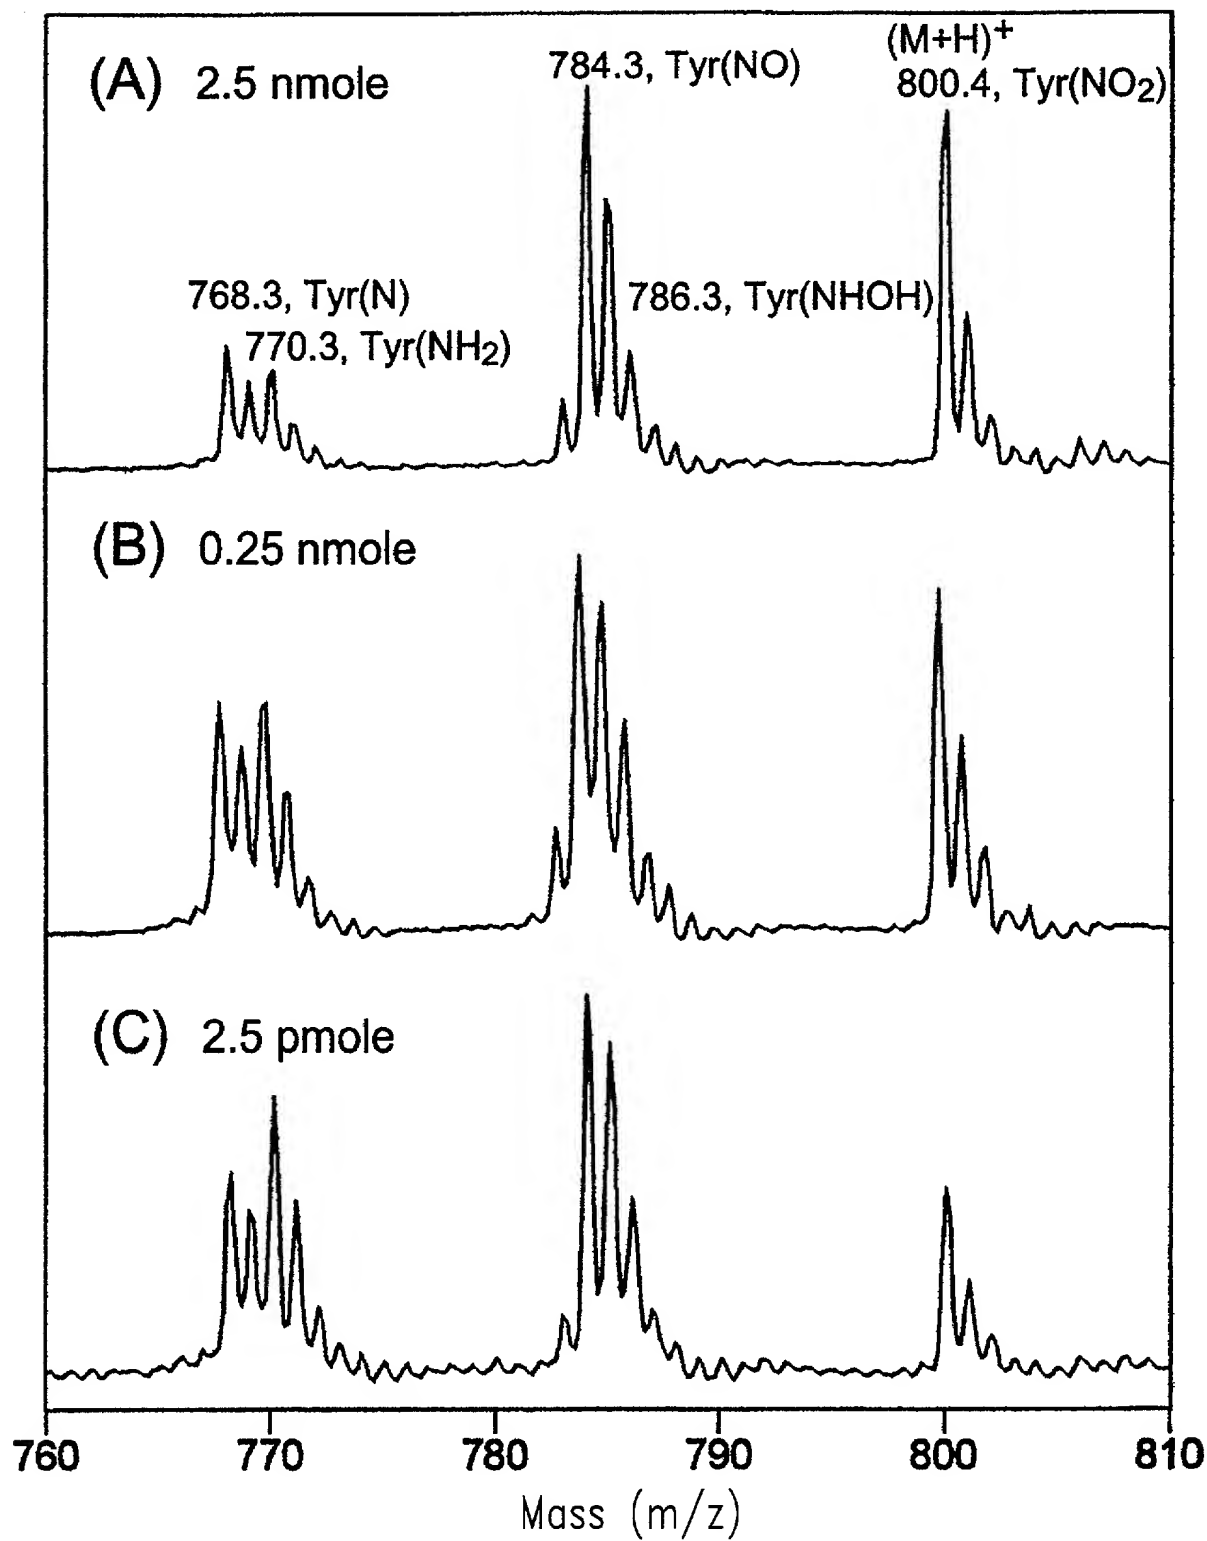 (A) 2.5 nmole
784.3, Tyr(NO)
(M+H)+
800.4, Tyr(NO2)
768.3, Tyr(N)
770.3, Tyr(NH2)
786.3, Tyr(NHOH)
(B) 0.25 nmole
(C) 2.5 pmole
760 770 780 790 800 810
Mass (m/z)